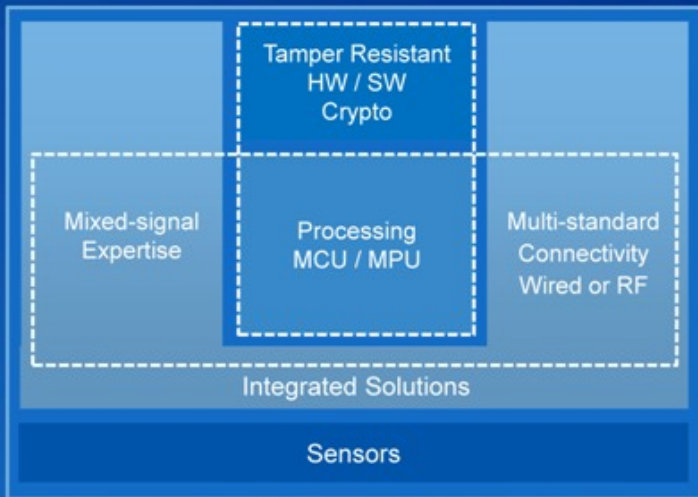 Tamper Resistant
HW / SW
Crypto
Mixed-signal
Expertise
Processing
MCU / MPU
Multi-standard
Connectivity
Wired or RF
Integrated Solutions
Sensors